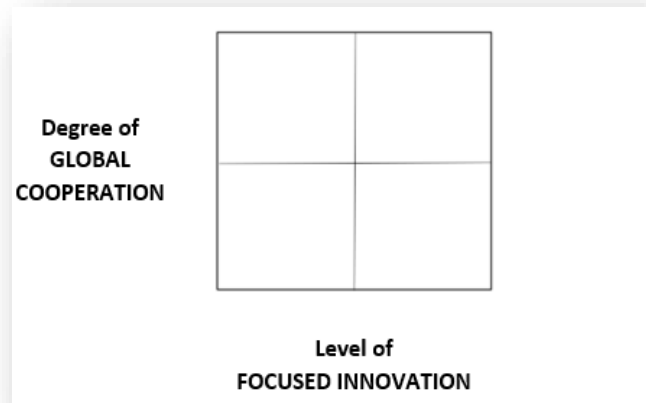 Degree of
GLOBAL
COOPERATION
Level of
FOCUSED INNOVATION